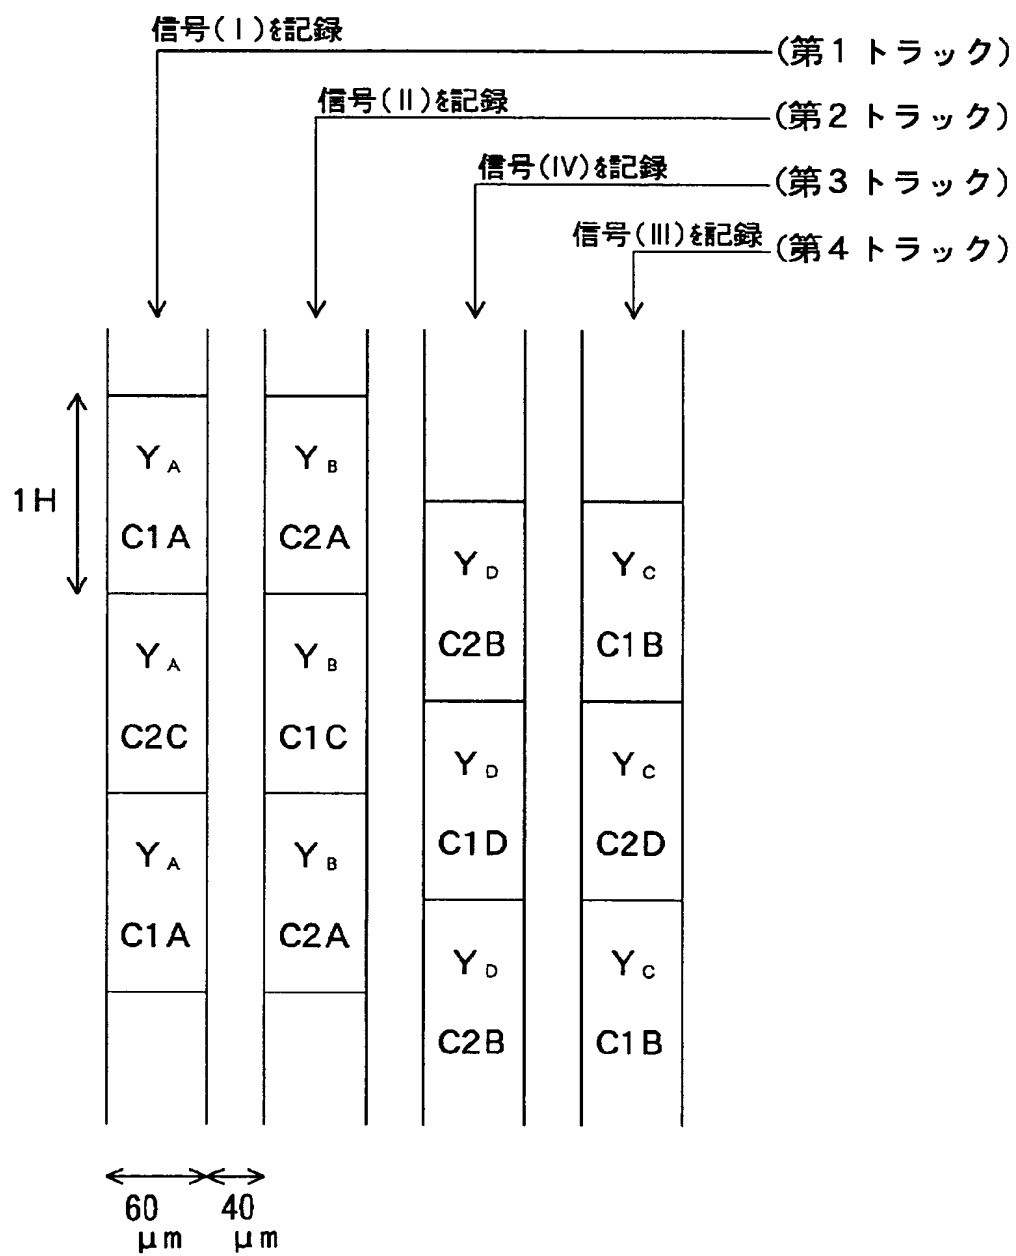 信号(I)を記録
(第1トラック)
信号(II)を記録
(第2トラック)
信号(IV)を記録
(第3トラック)
信号(III)を記録
(第4トラック)
1H
YA
C1A
YB
C2A
YD
C2B
YC
C1B
YA
C2C
YB
C1C
YD
C1D
YC
C2D
YA
C1A
YB
C2A
YD
C2B
YC
C1B
60
μm
40
μm